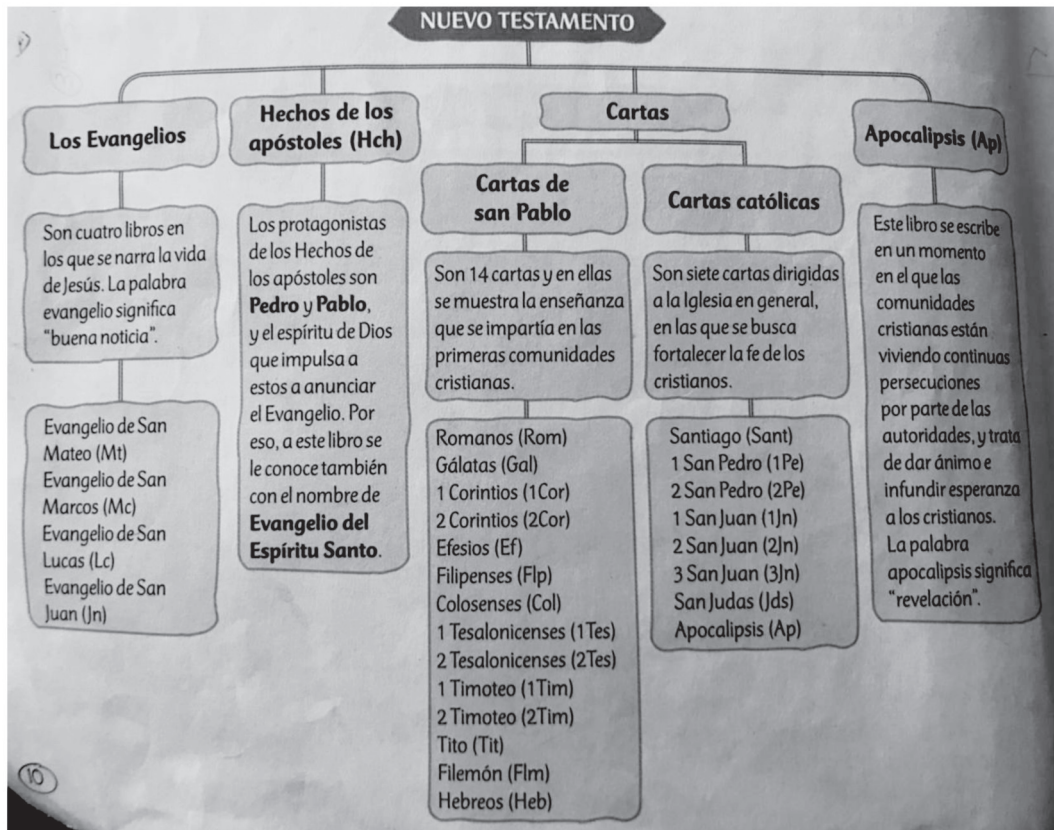 NUEVO TESTAMENTO
Los Evangelios
Son cuatro libros en
los que se narra la vida
de Jesús. La palabra
evangelio significa
"buena noticia".
Evangelio de San
Mateo (Mt)
Evangelio de San
Marcos (Mc)
Evangelio de San
Lucas (Lc)
Evangelio de San
Juan (Jn)
Hechos de los
apóstoles (Hch)
Los protagonistas
de los Hechos de
los apóstoles son
Pedro y Pablo,
y el espíritu de Dios
que impulsa a
estos a anunciar
el Evangelio. Por
eso, a este libro se
le conoce también
con el nombre de
Evangelio del
Espíritu Santo.
Cartas
Cartas de
san Pablo
Son 14 cartas y en ellas
se muestra la enseñanza
que se impartía en las
primeras comunidades
cristianas.
Romanos (Rom)
Gálatas (Gal)
1 Corintios (1Cor)
2 Corintios (2Cor)
Efesios (Ef)
Filipenses (Flp)
Colosenses (Col)
1 Tesalonicenses (1Tes)
2 Tesalonicenses (2Tes)
1 Timoteo (1Tim)
2 Timoteo (2Tim)
Tito (Tit)
Filemón (Flm)
Hebreos (Heb)
Cartas católicas
Son siete cartas dirigidas
a la Iglesia en general,
en las que se busca
fortalecer la fe de los
cristianos.
Santiago (Sant)
1 San Pedro (1Pe)
2 San Pedro (2Pe)
1 San Juan (1Jn)
2 San Juan (2Jn)
3 San Juan (3Jn)
San Judas (Jds)
Apocalipsis (Ap)
Apocalipsis (Ap)
Este libro se escribe
en un momento
en el que las
comunidades
cristianas están
viviendo continuas
persecuciones
por parte de las
autoridades, y trata
de dar ánimo e
infundir esperanza
a los cristianos.
La palabra
apocalipsis significa
"revelación".
10